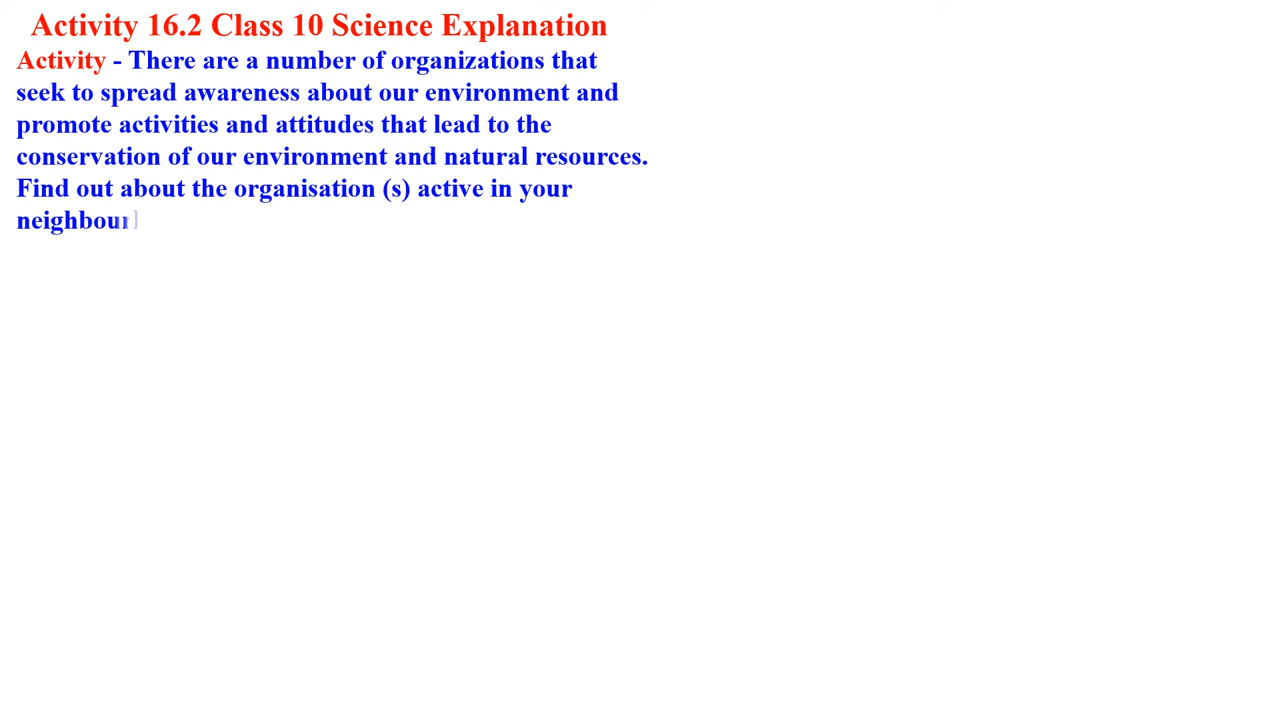 Activity 16.2 Class 10 Science Explanation
Activity - There are a number of organizations that
seek to spread awareness about our environment and
promote activities and attitudes that lead to the
conservation of our environment and natural resources.
Find out about the organisation (s) active in your
neighbour